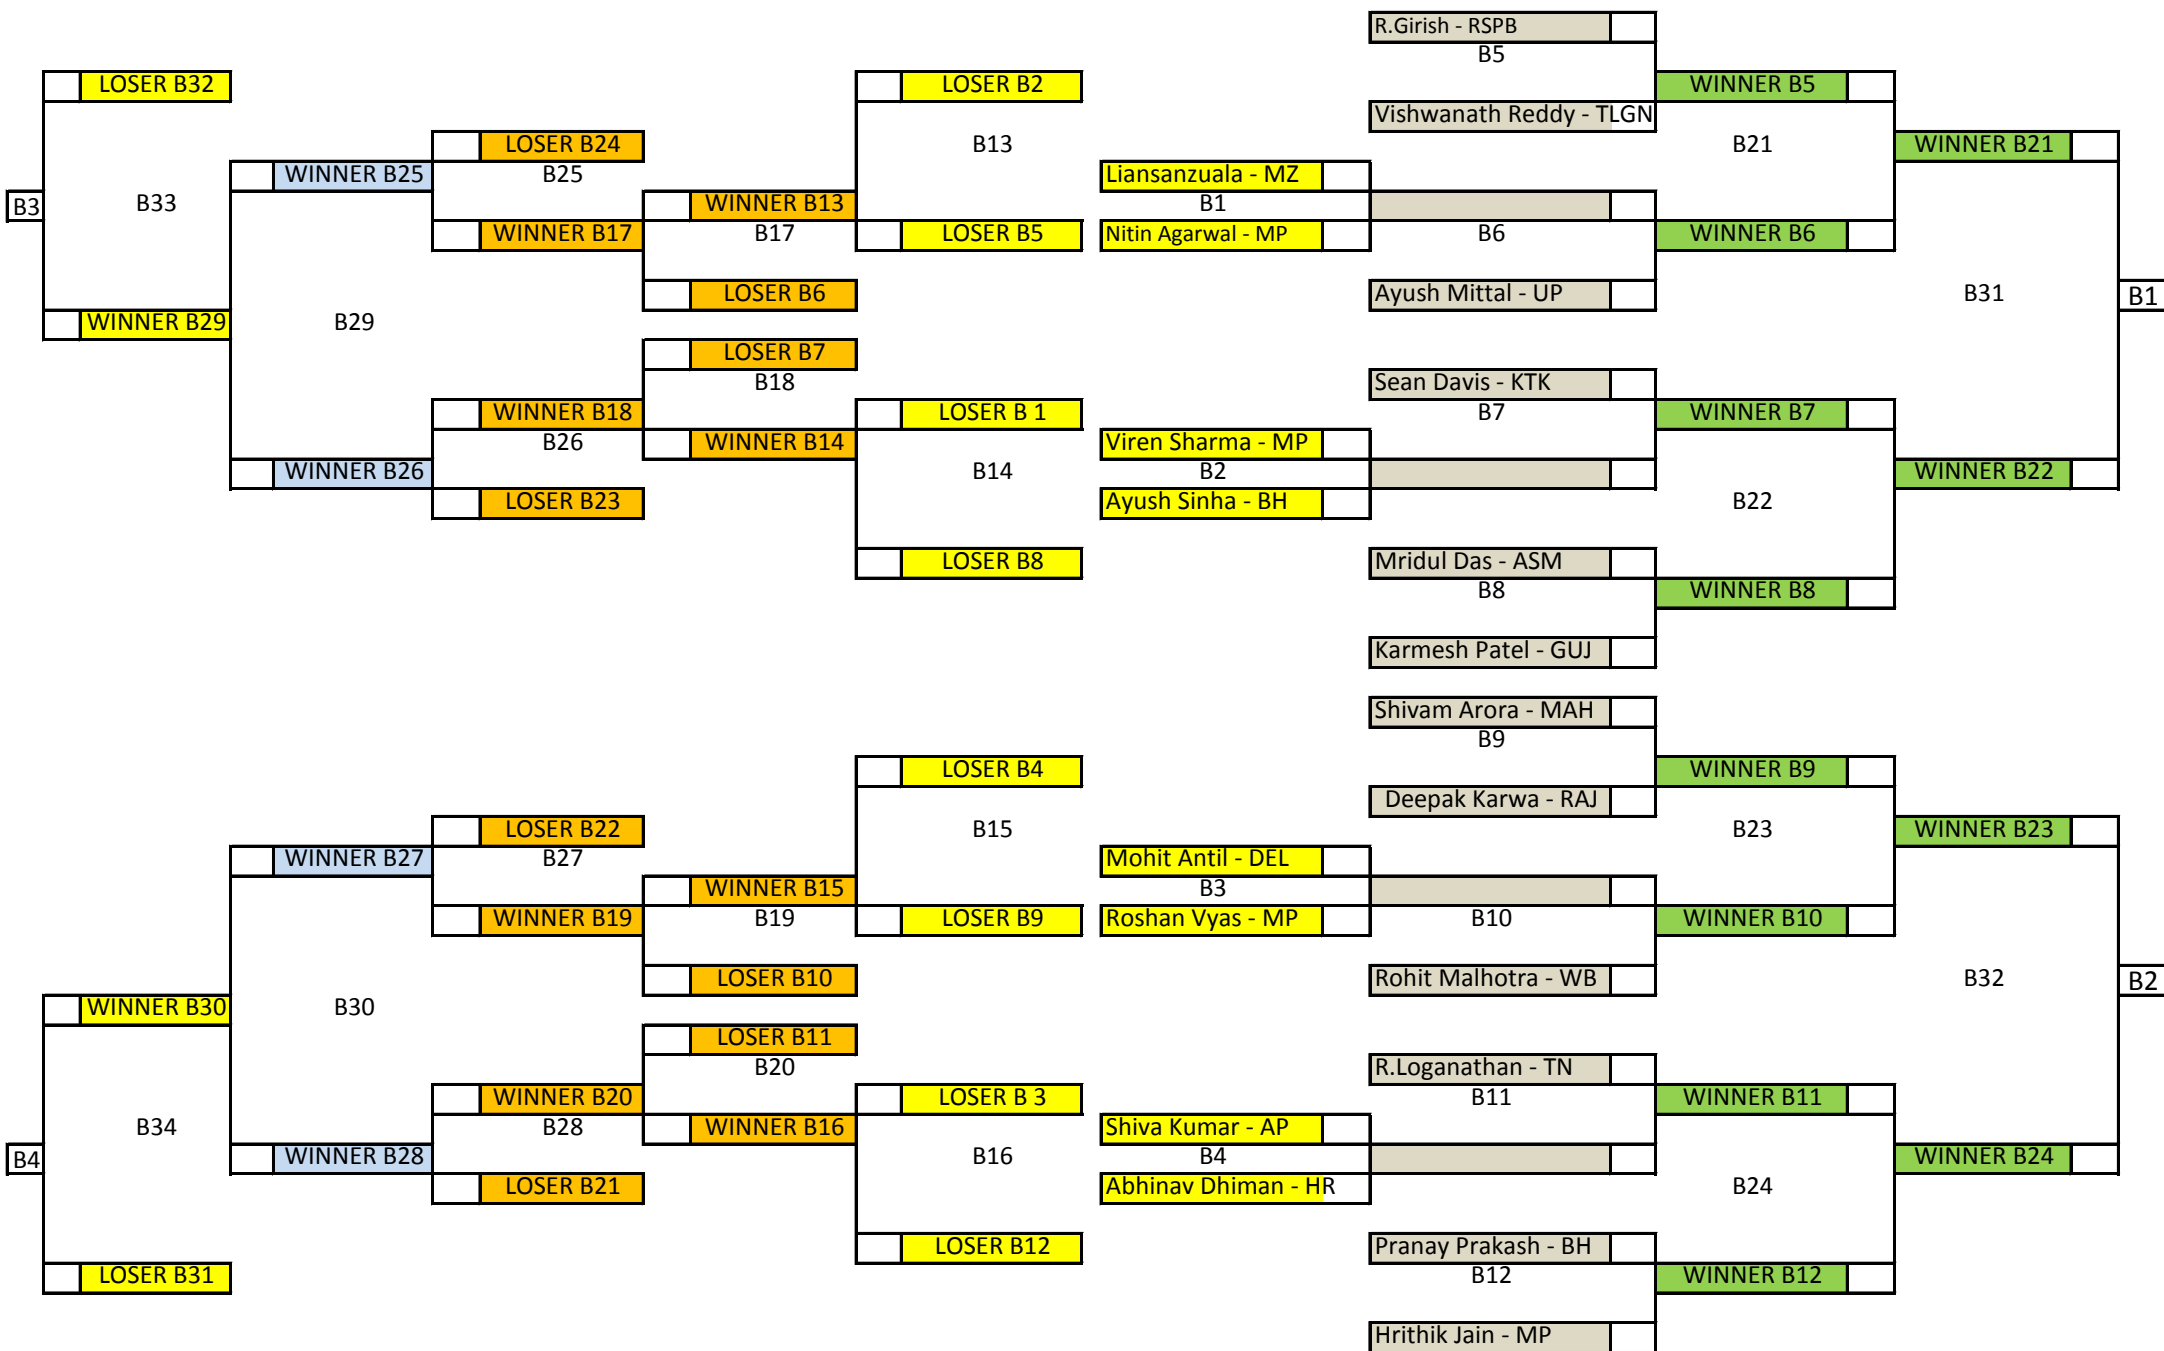 R.Girish - RSPB
B5
LOSER B32
LOSER B2
WINNER B5
Vishwanath Reddy - TLGN
LOSER B24
B13
B21
WINNER B21
WINNER B25
B25
Liansanzuala - MZ
B3
B33
WINNER B13
B1
WINNER B17
B17
LOSER B5
Nitin Agarwal - MP
B6
WINNER B6
LOSER B6
Ayush Mittal - UP
B31
B1
WINNER B29
B29
LOSER B7
B18
Sean Davis - KTK
WINNER B18
LOSER B 1
B7
WINNER B7
B26
WINNER B14
Viren Sharma - MP
WINNER B26
B14
B2
WINNER B22
LOSER B23
Ayush Sinha - BH
B22
LOSER B8
Mridul Das - ASM
B8
WINNER B8
Karmesh Patel - GUJ
Shivam Arora - MAH
B9
LOSER B4
WINNER B9
Deepak Karwa - RAJ
LOSER B22
B15
B23
WINNER B23
WINNER B27
B27
Mohit Antil - DEL
WINNER B15
B3
WINNER B19
B19
LOSER B9
Roshan Vyas - MP
B10
WINNER B10
LOSER B10
Rohit Malhotra - WB
B32
B2
WINNER B30
B30
LOSER B11
B20
R.Loganathan - TN
WINNER B20
LOSER B 3
B11
WINNER B11
B34
B28
WINNER B16
Shiva Kumar - AP
B4
WINNER B28
B16
B4
WINNER B24
LOSER B21
Abhinav Dhiman - HR
B24
LOSER B12
Pranay Prakash - BH
LOSER B31
B12
WINNER B12
Hrithik Jain - MP